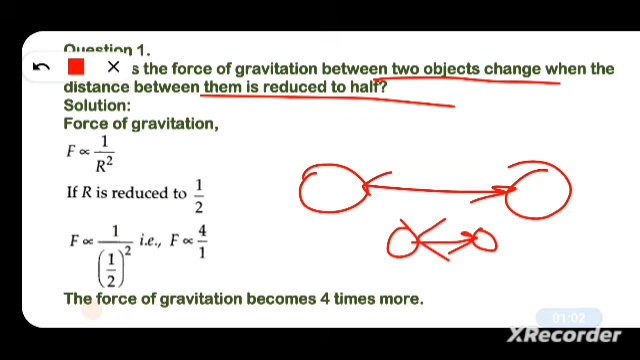 Question 1.
s the force of gravitation between two objects change when the
distance between them is reduced to half?
Solution:
Force of gravitation,
F ∝ 1/R²
If R is reduced to 1/2
F ∝ 1/(1/2)² i.e., F ∝ 4/1
The force of gravitation becomes 4 times more.
01:02
XRecorder